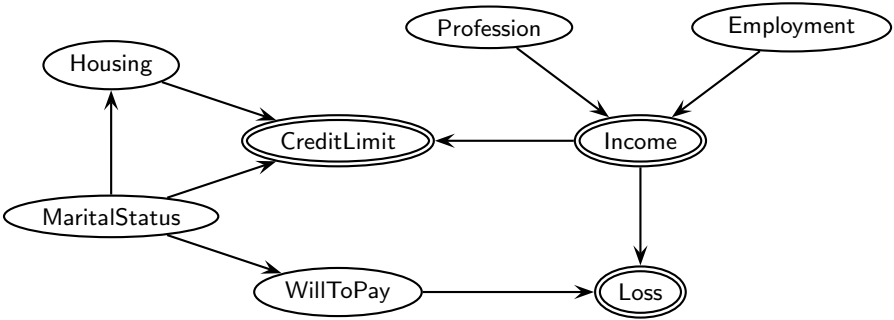 Profession
Employment
Housing
CreditLimit
Income
MaritalStatus
WillToPay
Loss